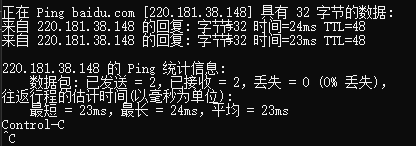 正在 Ping baidu.com [220.181.38.148] 具有 32 字节的数据:
来自 220.181.38.148 的回复: 字节=32 时间=24ms TTL=48
来自 220.181.38.148 的回复: 字节=32 时间=23ms TTL=48
220.181.38.148 的 Ping 统计信息:
数据包: 已发送 = 2，已接收 = 2，丢失 = 0 (0% 丢失)，
往返行程的估计时间(以毫秒为单位):
最短 = 23ms，最长 = 24ms，平均 = 23ms
Control-C
^C